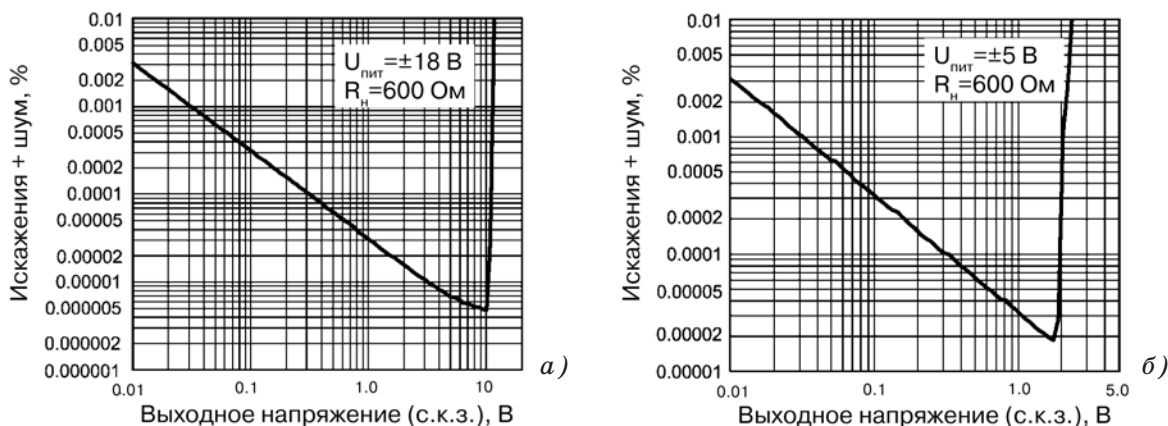 Искажения + шум, %
0.01
0.005
0.002
0.001
0.0005
0.0002
0.0001
0.00005
0.00002
0.00001
0.000005
0.000002
0.000001
Uпит=±18 В
Rн=600 Ом
0.01 0.1 1.0 10
Выходное напряжение (с.к.з.), В
а)
Искажения + шум, %
0.01
0.005
0.002
0.001
0.0005
0.0002
0.0001
0.00005
0.00002
0.00001
Uпит=±5 В
Rн=600 Ом
0.01 0.1 1.0 5.0
Выходное напряжение (с.к.з.), В
б)